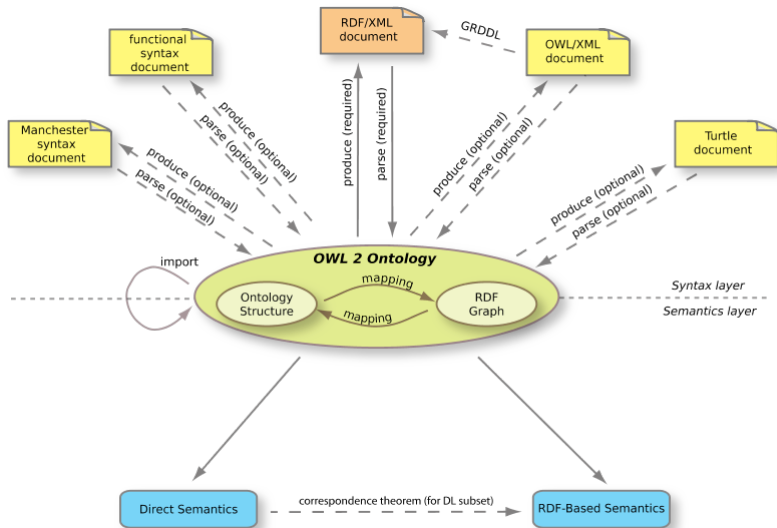 functional
syntax
document
RDF/XML
document
GRDDL
OWL/XML
document
Manchester
syntax
document
Turtle
document
produce (optional)
parse (optional)
produce (optional)
parse (optional)
produce (required)
parse (required)
produce (optional)
parse (optional)
produce (optional)
parse (optional)
import
OWL 2 Ontology
mapping
Ontology
Structure
RDF
Graph
mapping
Syntax layer
Semantics layer
Direct Semantics
correspondence theorem (for DL subset)
RDF-Based Semantics